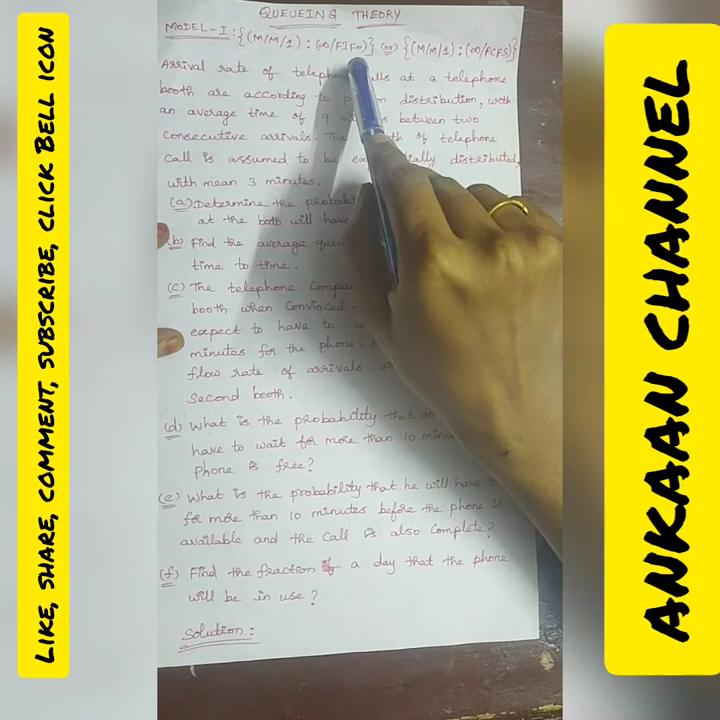 LIKE, SHARE, COMMENT, SUBSCRIBE, CLICK BELL ICON
QUEUEING THEORY
MODEL-I: {(M/M/1) : (∞/FIFO)} (or) {(M/M/1) : (∞/FCFS)}
Arrival rate of telephone calls at a telephone
booth are according to distribution, with
an average time of 9 between two
consecutive arrivals. The of telephone
call is assumed to be distributed,
with mean 3 minutes.
(a) Determine the
at the booth will have
(b) Find the average
time to time.
(c) The telephone
booth when convinced
expect to have to
minutes for the phone.
flow rate of arrivals
second booth.
(d) What is the probability that
have to wait for more than 10
phone is free?
(e) What is the probability that he will have
for more than 10 minutes before the phone is
available and the call is also complete?
(f) Find the fraction if a day that the phone
will be in use?
Solution:
ANKAAN CHANNEL